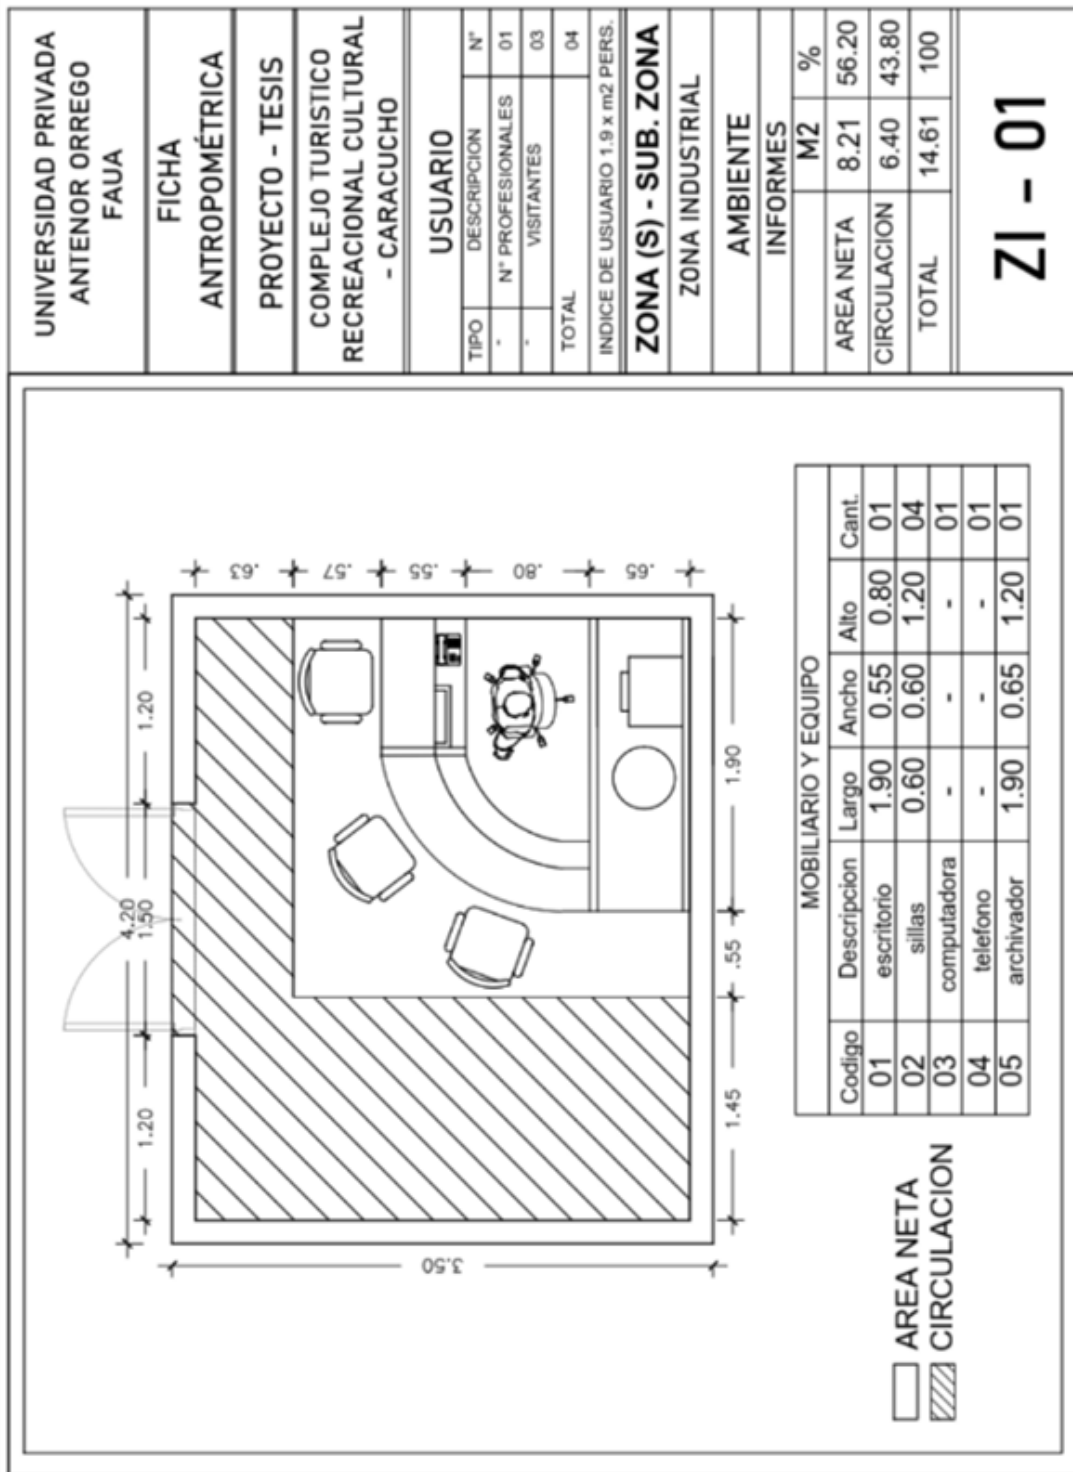 UNIVERSIDAD PRIVADA
ANTENOR ORREGO
FAUA
FICHA
ANTROPOMÉTRICA
PROYECTO - TESIS
COMPLEJO TURISTICO
RECREACIONAL CULTURAL
- CARACUCHO
USUARIO
TIPO DESCRIPCION N°
- N° PROFESIONALES 01
- VISITANTES 03
TOTAL 04
INDICE DE USUARIO 1.9 x m2 PERS.
ZONA (S) - SUB. ZONA
ZONA INDUSTRIAL
AMBIENTE
INFORMES
M2 %
AREA NETA 8.21 56.20
CIRCULACION 6.40 43.80
TOTAL 14.61 100
ZI - 01
4.20
1.20 1.50 1.20
3.50
.63
.57
.55
.80
.65
1.45 .55 1.90
MOBILIARIO Y EQUIPO
Codigo Descripcion Largo Ancho Alto Cant.
01 escritorio 1.90 0.55 0.80 01
02 sillas 0.60 0.60 1.20 04
03 computadora - - - 01
04 telefono - - - 01
05 archivador 1.90 0.65 1.20 01
AREA NETA
CIRCULACION